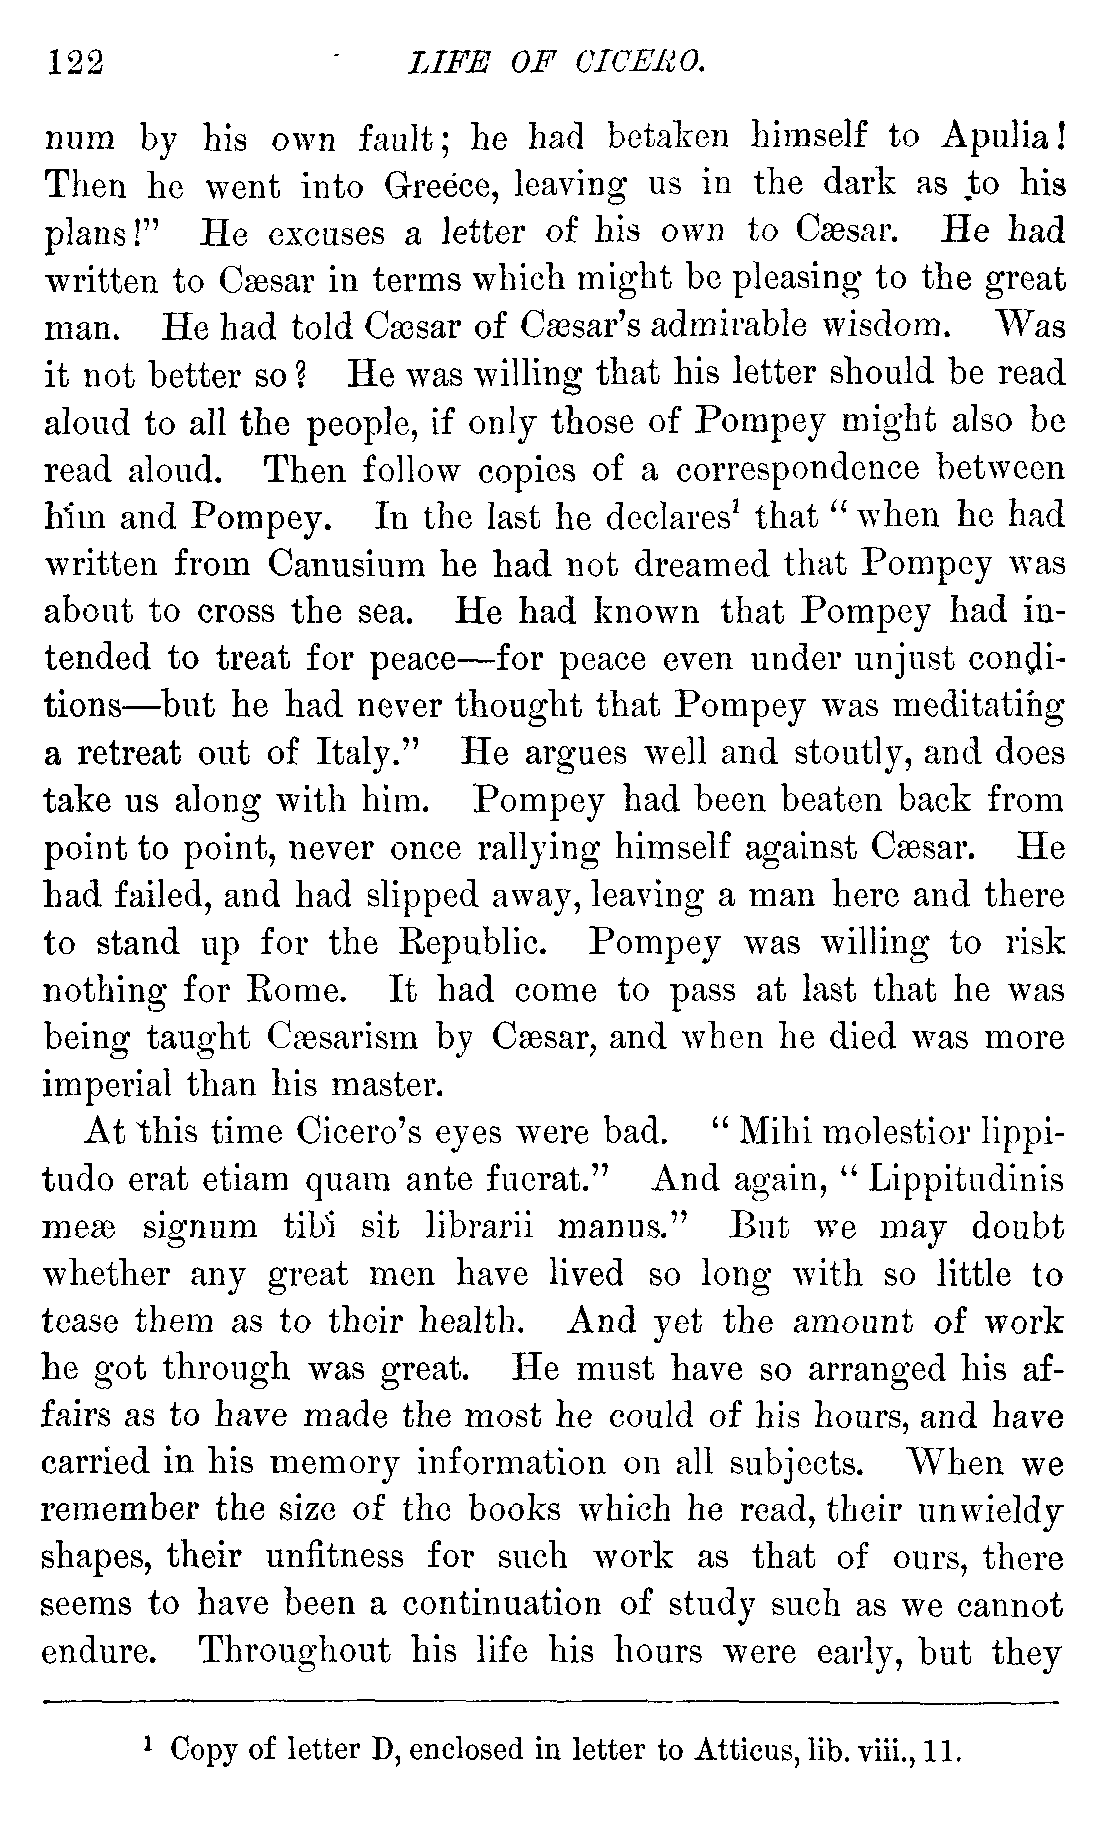 122 LIFE OF CICERO.
num by his own fault; he had betaken himself to Apulia!
Then he went into Greece, leaving us in the dark as to his
plans!” He excuses a letter of his own to Cæsar. He had
written to Cæsar in terms which might be pleasing to the great
man. He had told Cæsar of Cæsar’s admirable wisdom. Was
it not better so? He was willing that his letter should be read
aloud to all the people, if only those of Pompey might also be
read aloud. Then follow copies of a correspondence between
him and Pompey. In the last he declares¹ that “when he had
written from Canusium he had not dreamed that Pompey was
about to cross the sea. He had known that Pompey had in-
tended to treat for peace—for peace even under unjust condi-
tions—but he had never thought that Pompey was meditating
a retreat out of Italy.” He argues well and stoutly, and does
take us along with him. Pompey had been beaten back from
point to point, never once rallying himself against Cæsar. He
had failed, and had slipped away, leaving a man here and there
to stand up for the Republic. Pompey was willing to risk
nothing for Rome. It had come to pass at last that he was
being taught Cæsarism by Cæsar, and when he died was more
imperial than his master.
At this time Cicero’s eyes were bad. “Mihi molestior lippi-
tudo erat etiam quam ante fuerat.” And again, “Lippitudinis
meæ signum tibi sit librarii manus.” But we may doubt
whether any great men have lived so long with so little to
tease them as to their health. And yet the amount of work
he got through was great. He must have so arranged his af-
fairs as to have made the most he could of his hours, and have
carried in his memory information on all subjects. When we
remember the size of the books which he read, their unwieldy
shapes, their unfitness for such work as that of ours, there
seems to have been a continuation of study such as we cannot
endure. Throughout his life his hours were early, but they
¹ Copy of letter D, enclosed in letter to Atticus, lib. viii., 11.